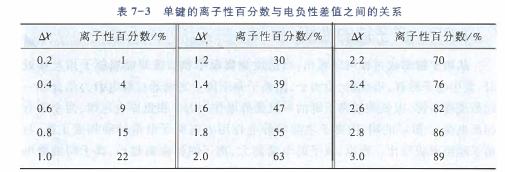 表 7-3 单键的离子性百分数与电负性差值之间的关系
Δχ 离子性百分数/% Δχ 离子性百分数/% Δχ 离子性百分数/%
0.2 1 1.2 30 2.2 70
0.4 4 1.4 39 2.4 76
0.6 9 1.6 47 2.6 82
0.8 15 1.8 55 2.8 86
1.0 22 2.0 63 3.0 89